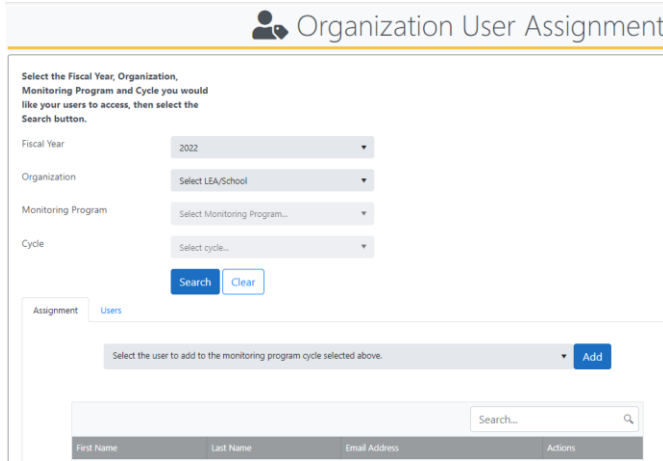 Organization User Assignment
Select the Fiscal Year, Organization,
Monitoring Program and Cycle you would
like your users to access, then select the
Search button.
Fiscal Year
2022
Organization
Select LEA/School
Monitoring Program
Select Monitoring Program...
Cycle
Select cycle...
Search Clear
Assignment Users
Select the user to add to the monitoring program cycle selected above. Add
Search...
First Name Last Name Email Address Actions